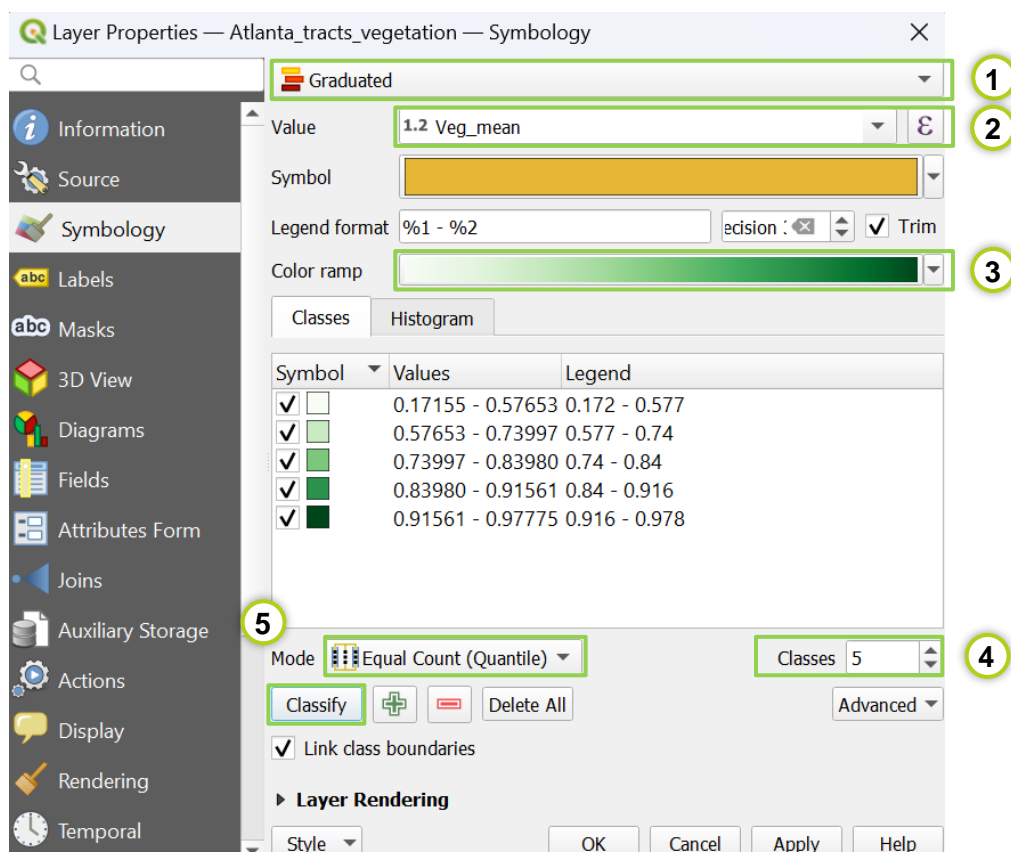 Layer Properties — Atlanta_tracts_vegetation — Symbology
Graduated
1
Information
Value
1.2 Veg_mean
ε
2
Source
Symbol
Symbology
Legend format %1 - %2
Trim
abc Labels
Color ramp
3
abc Masks
Classes Histogram
3D View
Symbol Values Legend
0.17155 - 0.57653 0.172 - 0.577
Diagrams
0.57653 - 0.73997 0.577 - 0.74
0.73997 - 0.83980 0.74 - 0.84
Fields
0.83980 - 0.91561 0.84 - 0.916
Attributes Form
0.91561 - 0.97775 0.916 - 0.978
Joins
Auxiliary Storage
5
Mode Equal Count (Quantile)
Classes 5
4
Actions
Classify
Delete All
Advanced
Display
Link class boundaries
Rendering
Layer Rendering
Temporal
Style
OK Cancel Apply Help